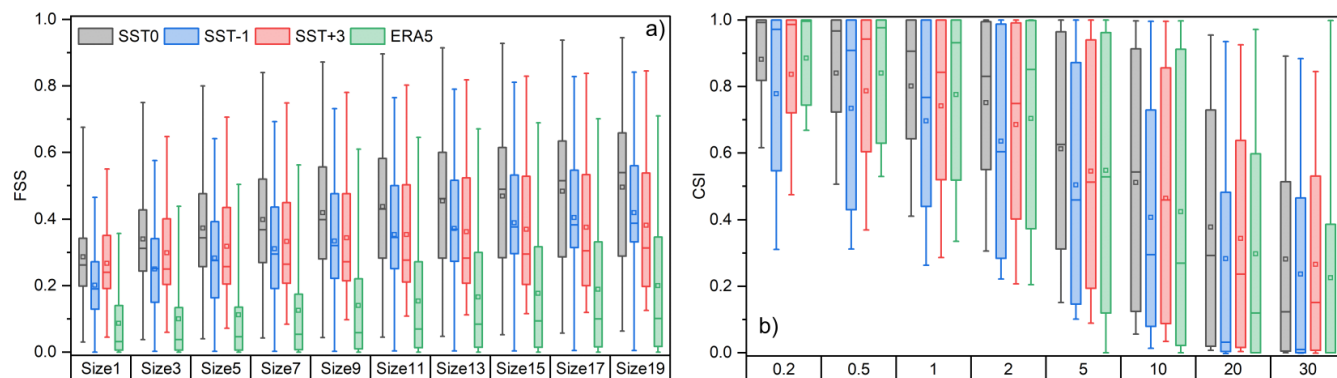 1.0
0.8
0.6
0.4
0.2
0.0
FSS
SST0 SST-1 SST+3 ERA5
a)
Size1 Size3 Size5 Size7 Size9 Size11 Size13 Size15 Size17 Size19
1.0
0.8
0.6
0.4
0.2
0.0
CSI
b)
0.2 0.5 1 2 5 10 20 30